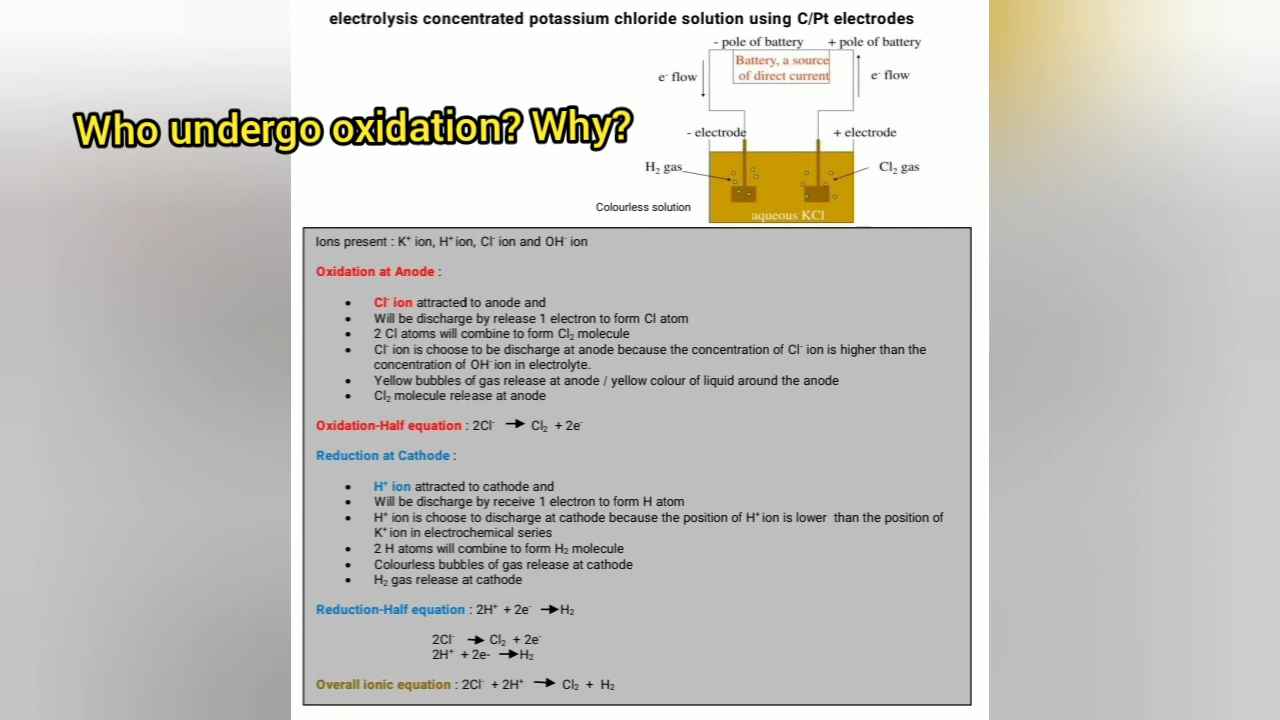 electrolysis concentrated potassium chloride solution using C/Pt electrodes
- pole of battery + pole of battery
Battery, a source
of direct current
e⁻ flow
e⁻ flow
Who undergo oxidation? Why?
- electrode
+ electrode
H₂ gas
Cl₂ gas
Colourless solution
aqueous KCl
Ions present : K⁺ ion, H⁺ ion, Cl⁻ ion and OH⁻ ion
Oxidation at Anode :
• Cl⁻ ion attracted to anode and
• Will be discharge by release 1 electron to form Cl atom
• 2 Cl atoms will combine to form Cl₂ molecule
• Cl⁻ ion is choose to be discharge at anode because the concentration of Cl⁻ ion is higher than the
concentration of OH⁻ ion in electrolyte.
• Yellow bubbles of gas release at anode / yellow colour of liquid around the anode
• Cl₂ molecule release at anode
Oxidation-Half equation : 2Cl⁻ → Cl₂ + 2e⁻
Reduction at Cathode :
• H⁺ ion attracted to cathode and
• Will be discharge by receive 1 electron to form H atom
• H⁺ ion is choose to discharge at cathode because the position of H⁺ ion is lower than the position of
K⁺ ion in electrochemical series
• 2 H atoms will combine to form H₂ molecule
• Colourless bubbles of gas release at cathode
• H₂ gas release at cathode
Reduction-Half equation : 2H⁺ + 2e⁻ → H₂
2Cl⁻ → Cl₂ + 2e⁻
2H⁺ + 2e- → H₂
Overall ionic equation : 2Cl⁻ + 2H⁺ → Cl₂ + H₂